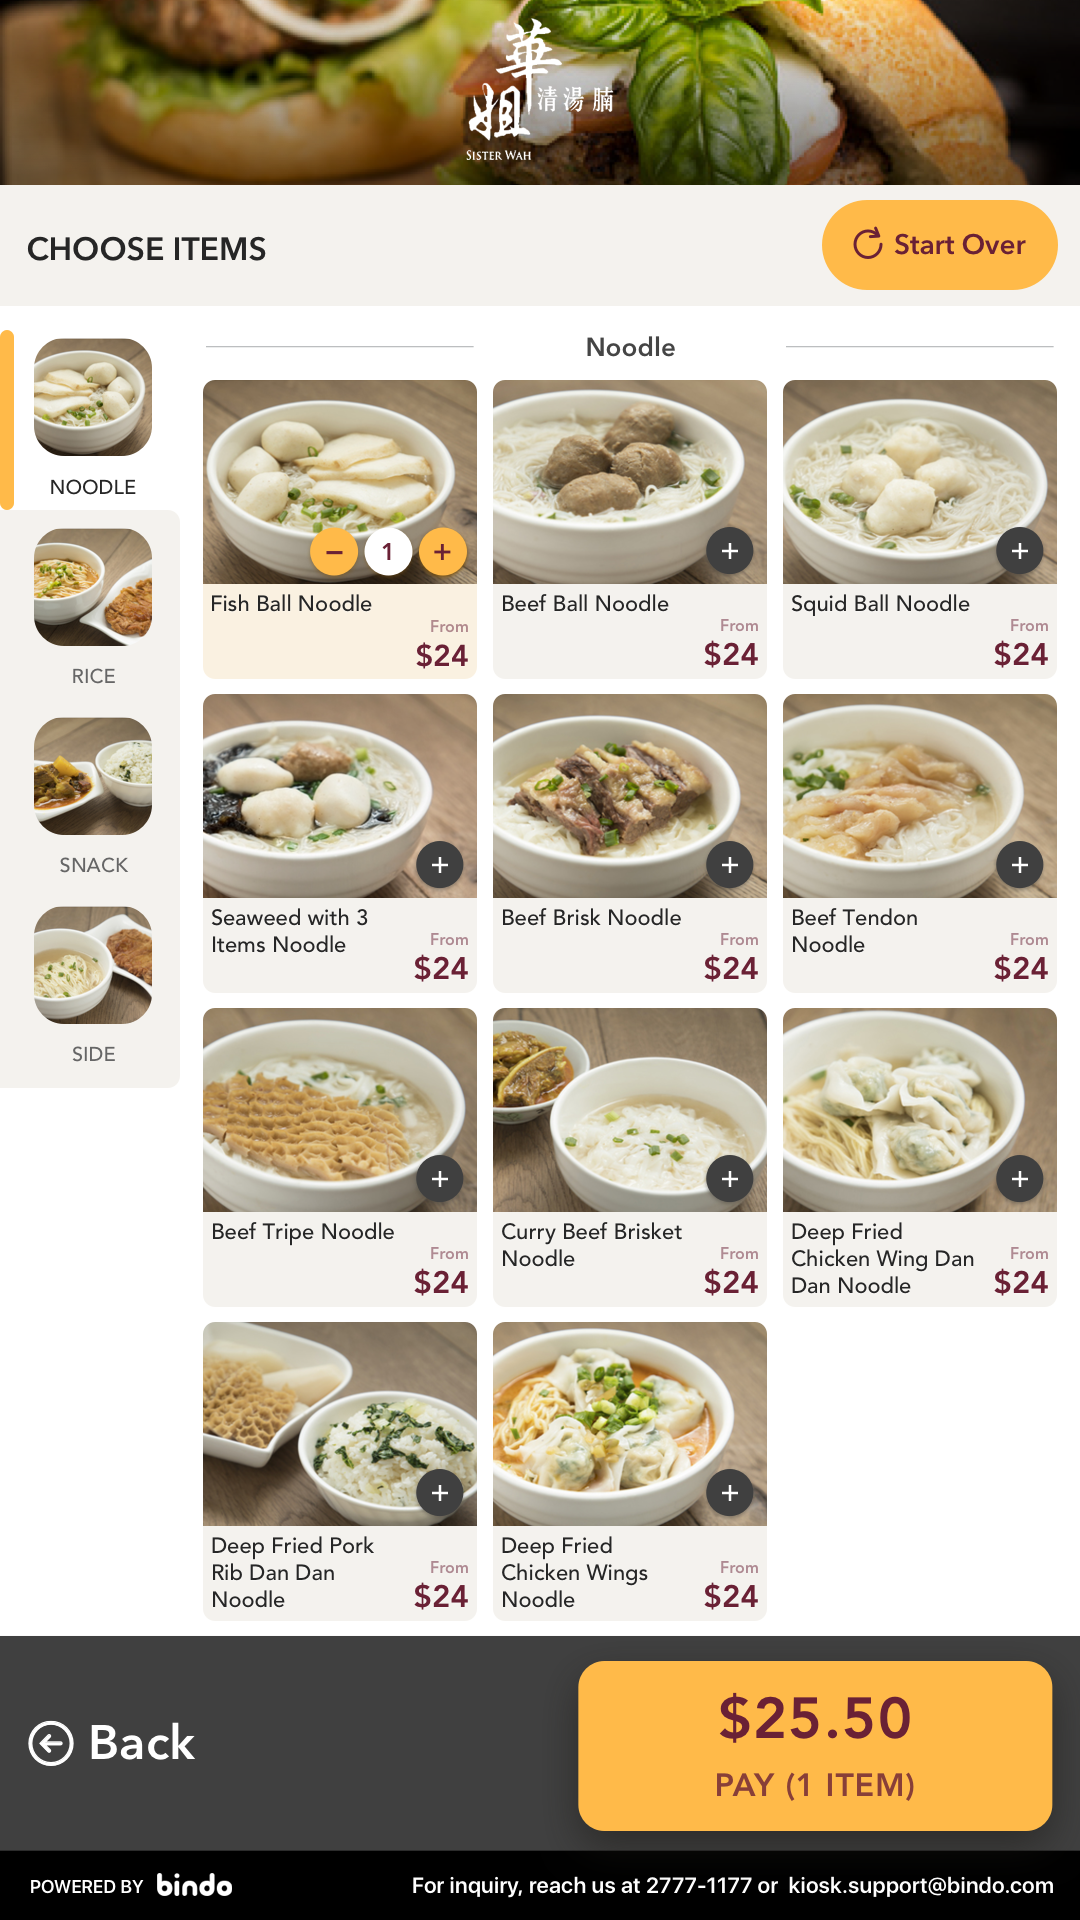 華
姐
清湯腩
SISTER WAH
CHOOSE ITEMS
Start Over
NOODLE
RICE
SNACK
SIDE
Noodle
− 1 +
Fish Ball Noodle
From
$24
+
Beef Ball Noodle
From
$24
+
Squid Ball Noodle
From
$24
+
Seaweed with 3
Items Noodle
From
$24
+
Beef Brisk Noodle
From
$24
+
Beef Tendon
Noodle
From
$24
+
Beef Tripe Noodle
From
$24
+
Curry Beef Brisket
Noodle
From
$24
+
Deep Fried
Chicken Wing Dan
Dan Noodle
From
$24
+
Deep Fried Pork
Rib Dan Dan
Noodle
From
$24
+
Deep Fried
Chicken Wings
Noodle
From
$24
Back
$25.50
PAY (1 ITEM)
POWERED BY bindo
For inquiry, reach us at 2777-1177 or kiosk.support@bindo.com